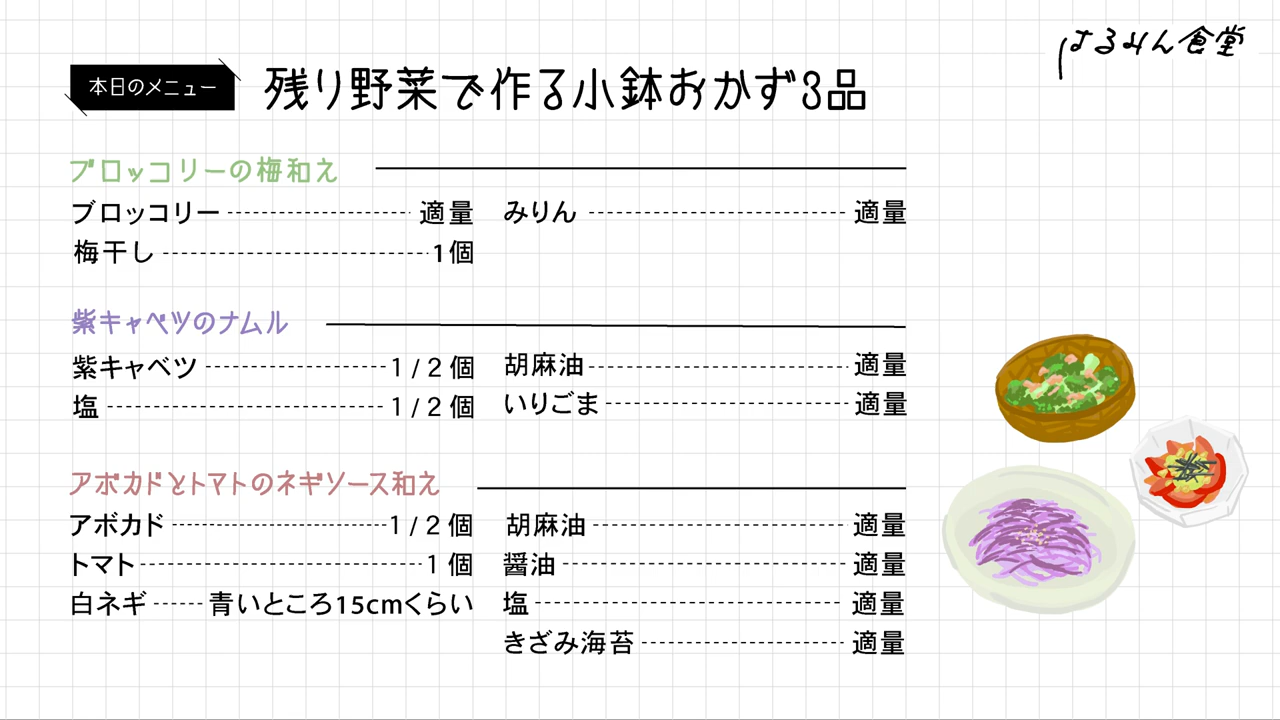 はるみん食堂
本日のメニュー
残り野菜で作る小鉢おかず3品
ブロッコリーの梅和え
ブロッコリー 適量
梅干し 1個
みりん 適量
紫キャベツのナムル
紫キャベツ 1/2個
塩 1/2個
胡麻油 適量
いりごま 適量
アボカドとトマトのネギソース和え
アボカド 1/2個
トマト 1個
白ネギ 青いところ15cmくらい
胡麻油 適量
醤油 適量
塩 適量
きざみ海苔 適量